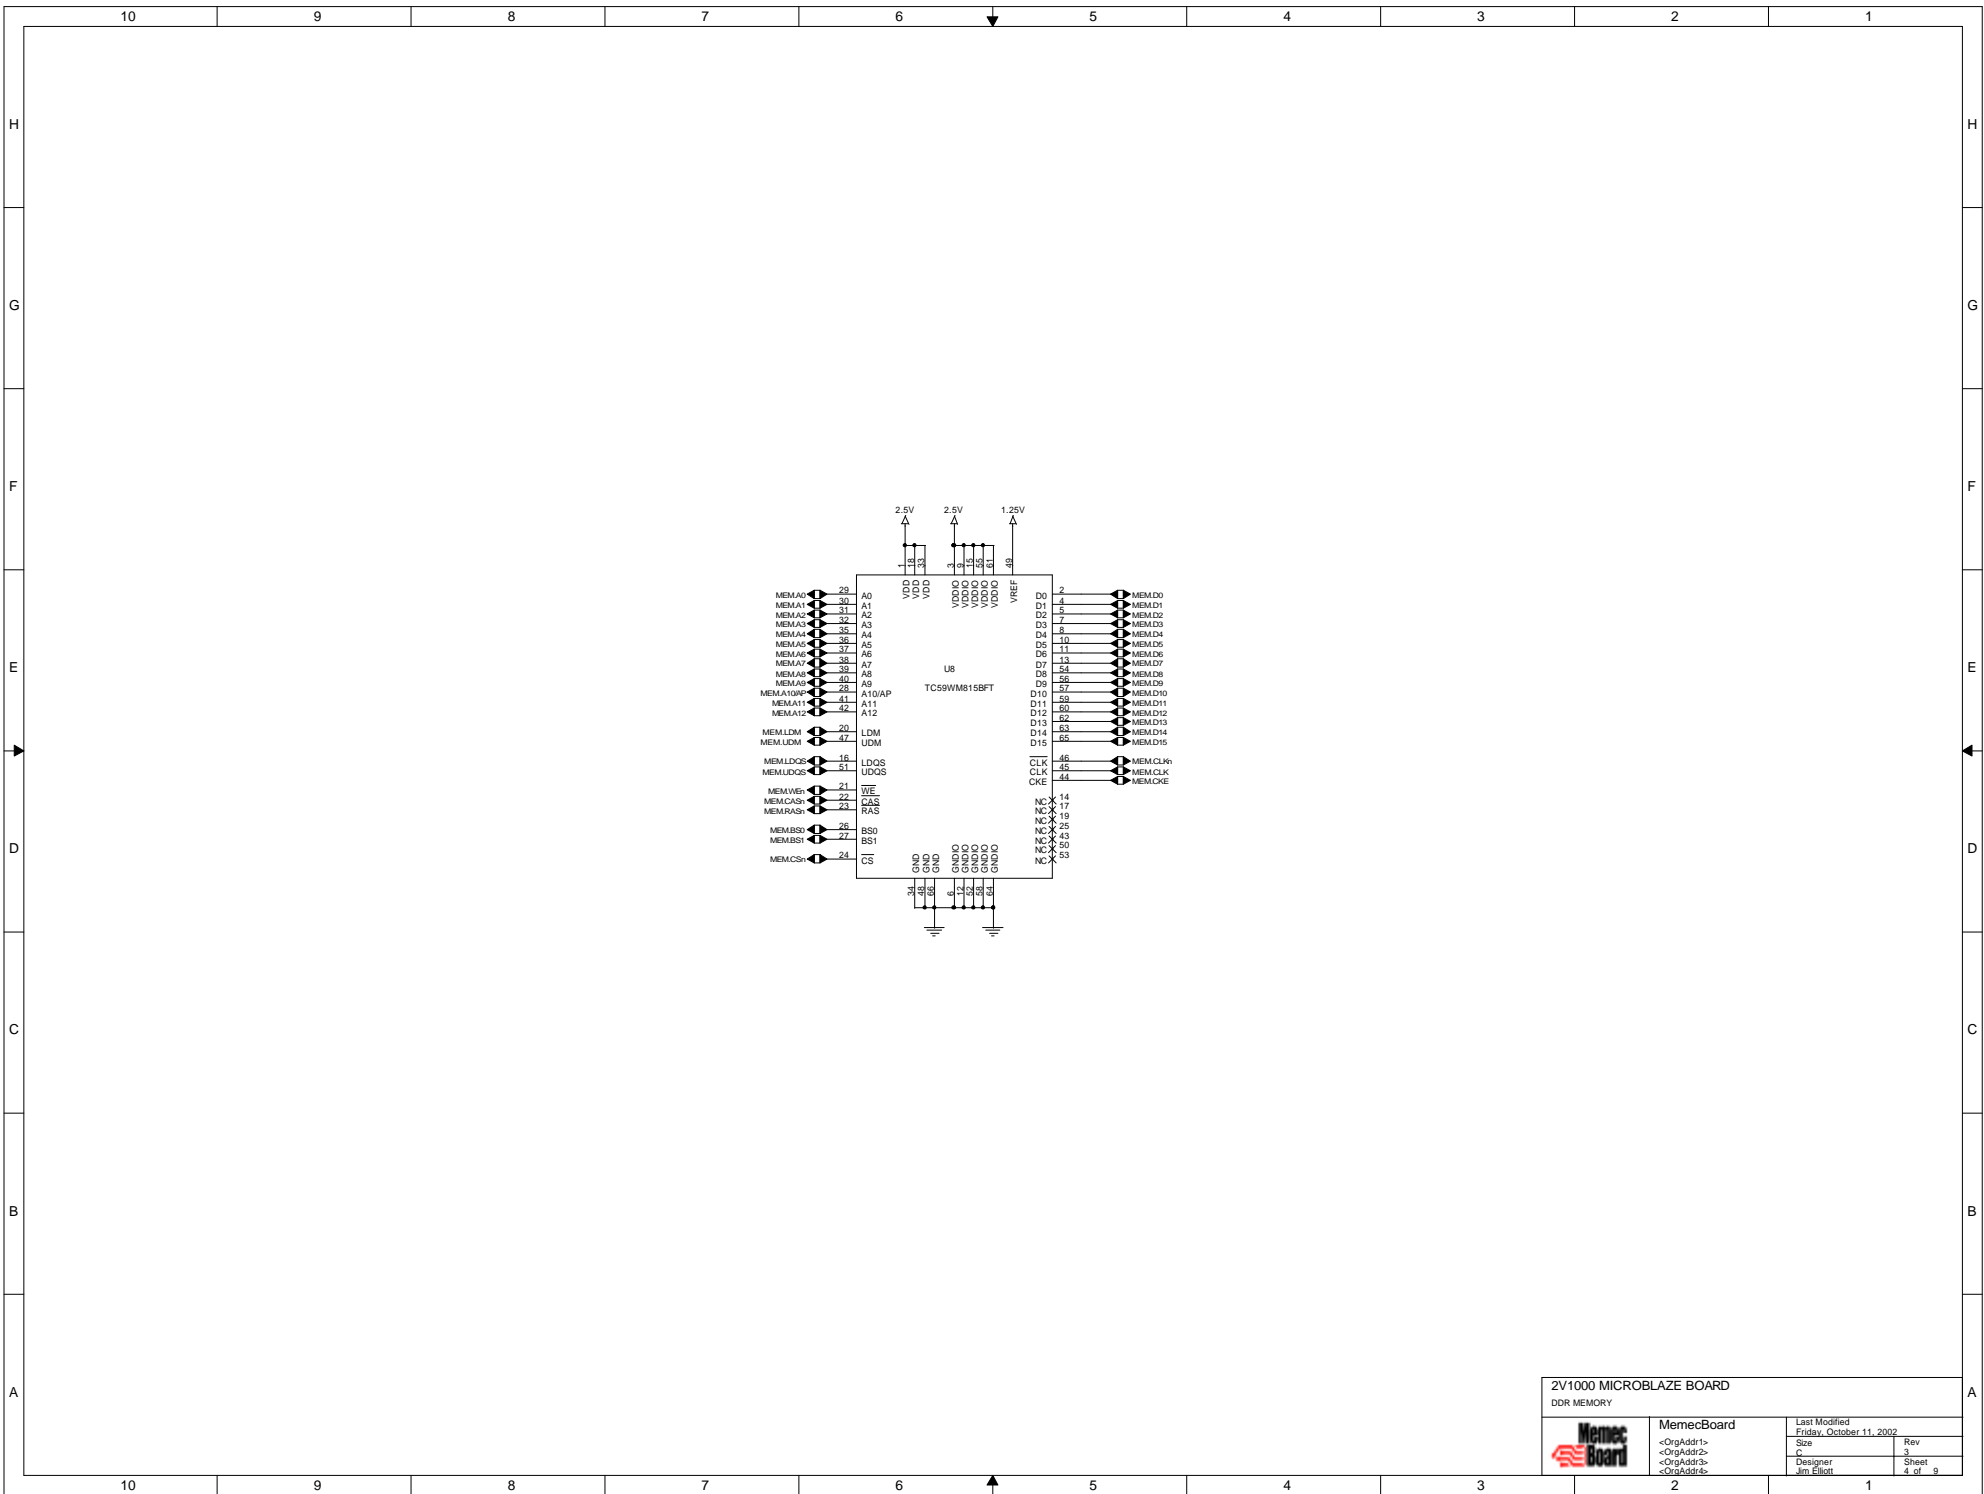 10 9 8 7 6 5 4 3 2 1
H H
G G
F F
E E
D D
C C
B B
A A
2.5V 2.5V 1.25V
1 18 33 3 9 15 55 61 49
VDD VDD VDD VDDIO VDDIO VDDIO VDDIO VDDIO VREF
MEM.A0 29 A0
MEM.A1 30 A1
MEM.A2 31 A2
MEM.A3 32 A3
MEM.A4 35 A4
MEM.A5 36 A5
MEM.A6 37 A6
MEM.A7 38 A7
MEM.A8 39 A8
MEM.A9 40 A9
MEM.A10/AP 28 A10/AP
MEM.A11 41 A11
MEM.A12 42 A12
MEM.LDM 20 LDM
MEM.UDM 47 UDM
MEM.LDQS 16 LDQS
MEM.UDQS 51 UDQS
MEM.WEn 21 WE
MEM.CASn 22 CAS
MEM.RASn 23 RAS
MEM.BS0 26 BS0
MEM.BS1 27 BS1
MEM.CSn 24 CS
U8
TC59WM815BFT
D0 2 MEM.D0
D1 4 MEM.D1
D2 5 MEM.D2
D3 7 MEM.D3
D4 8 MEM.D4
D5 10 MEM.D5
D6 11 MEM.D6
D7 13 MEM.D7
D8 54 MEM.D8
D9 56 MEM.D9
D10 57 MEM.D10
D11 59 MEM.D11
D12 60 MEM.D12
D13 62 MEM.D13
D14 63 MEM.D14
D15 65 MEM.D15
CLK 46 MEM.CLKn
CLK 45 MEM.CLK
CKE 44 MEM.CKE
NC 14
NC 17
NC 19
NC 25
NC 43
NC 50
NC 53
GND GND GND GNDIO GNDIO GNDIO GNDIO GNDIO
34 48 66 6 12 52 58 64
2V1000 MICROBLAZE BOARD
DDR MEMORY
Memec
Board
MemecBoard
<OrgAddr1>
<OrgAddr2>
<OrgAddr3>
<OrgAddr4>
Last Modified
Friday, October 11, 2002
Size Rev
C 3
Designer Sheet
Jim Elliott 4 of 9
10 9 8 7 6 5 4 3 2 1